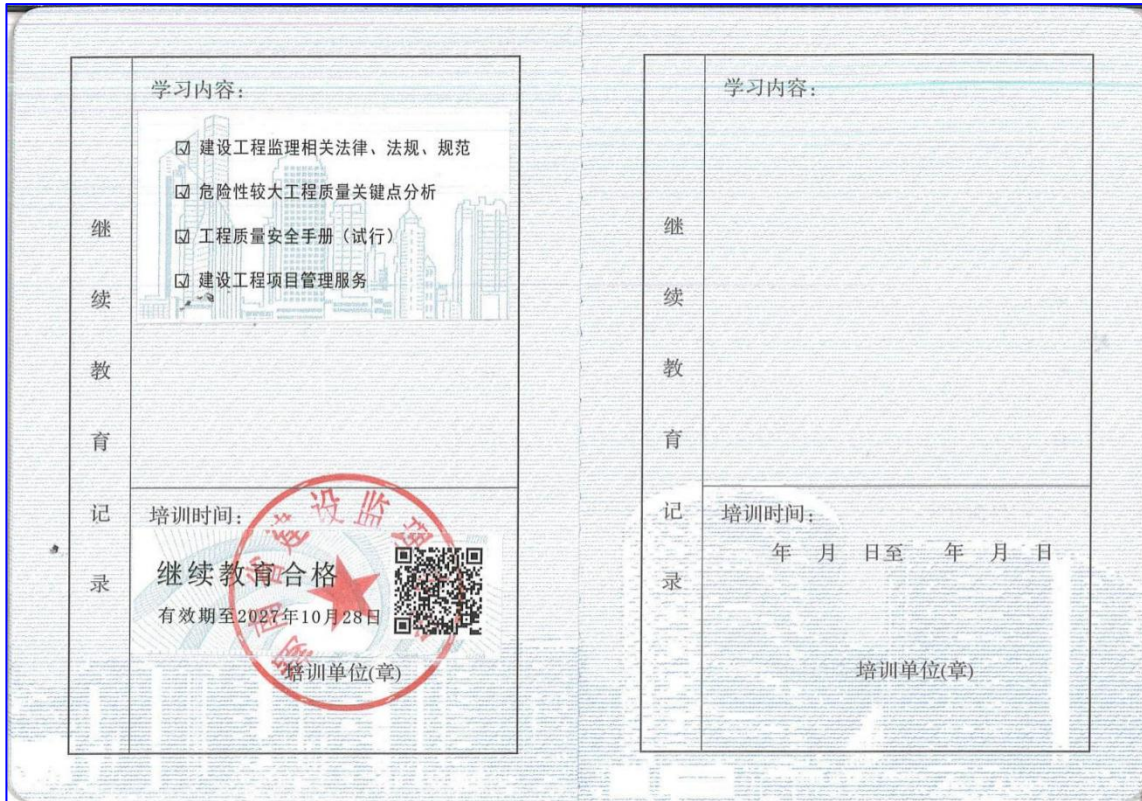 继续教育记录
学习内容：
☑ 建设工程监理相关法律、法规、规范
☑ 危险性较大工程质量关键点分析
☑ 工程质量安全手册（试行）
☑ 建设工程项目管理服务
培训时间：
继续教育合格
有效期至2027年10月28日
培训单位(章)
省建设监理
继续教育记录
学习内容：
培训时间：
年 月 日至 年 月 日
培训单位(章)